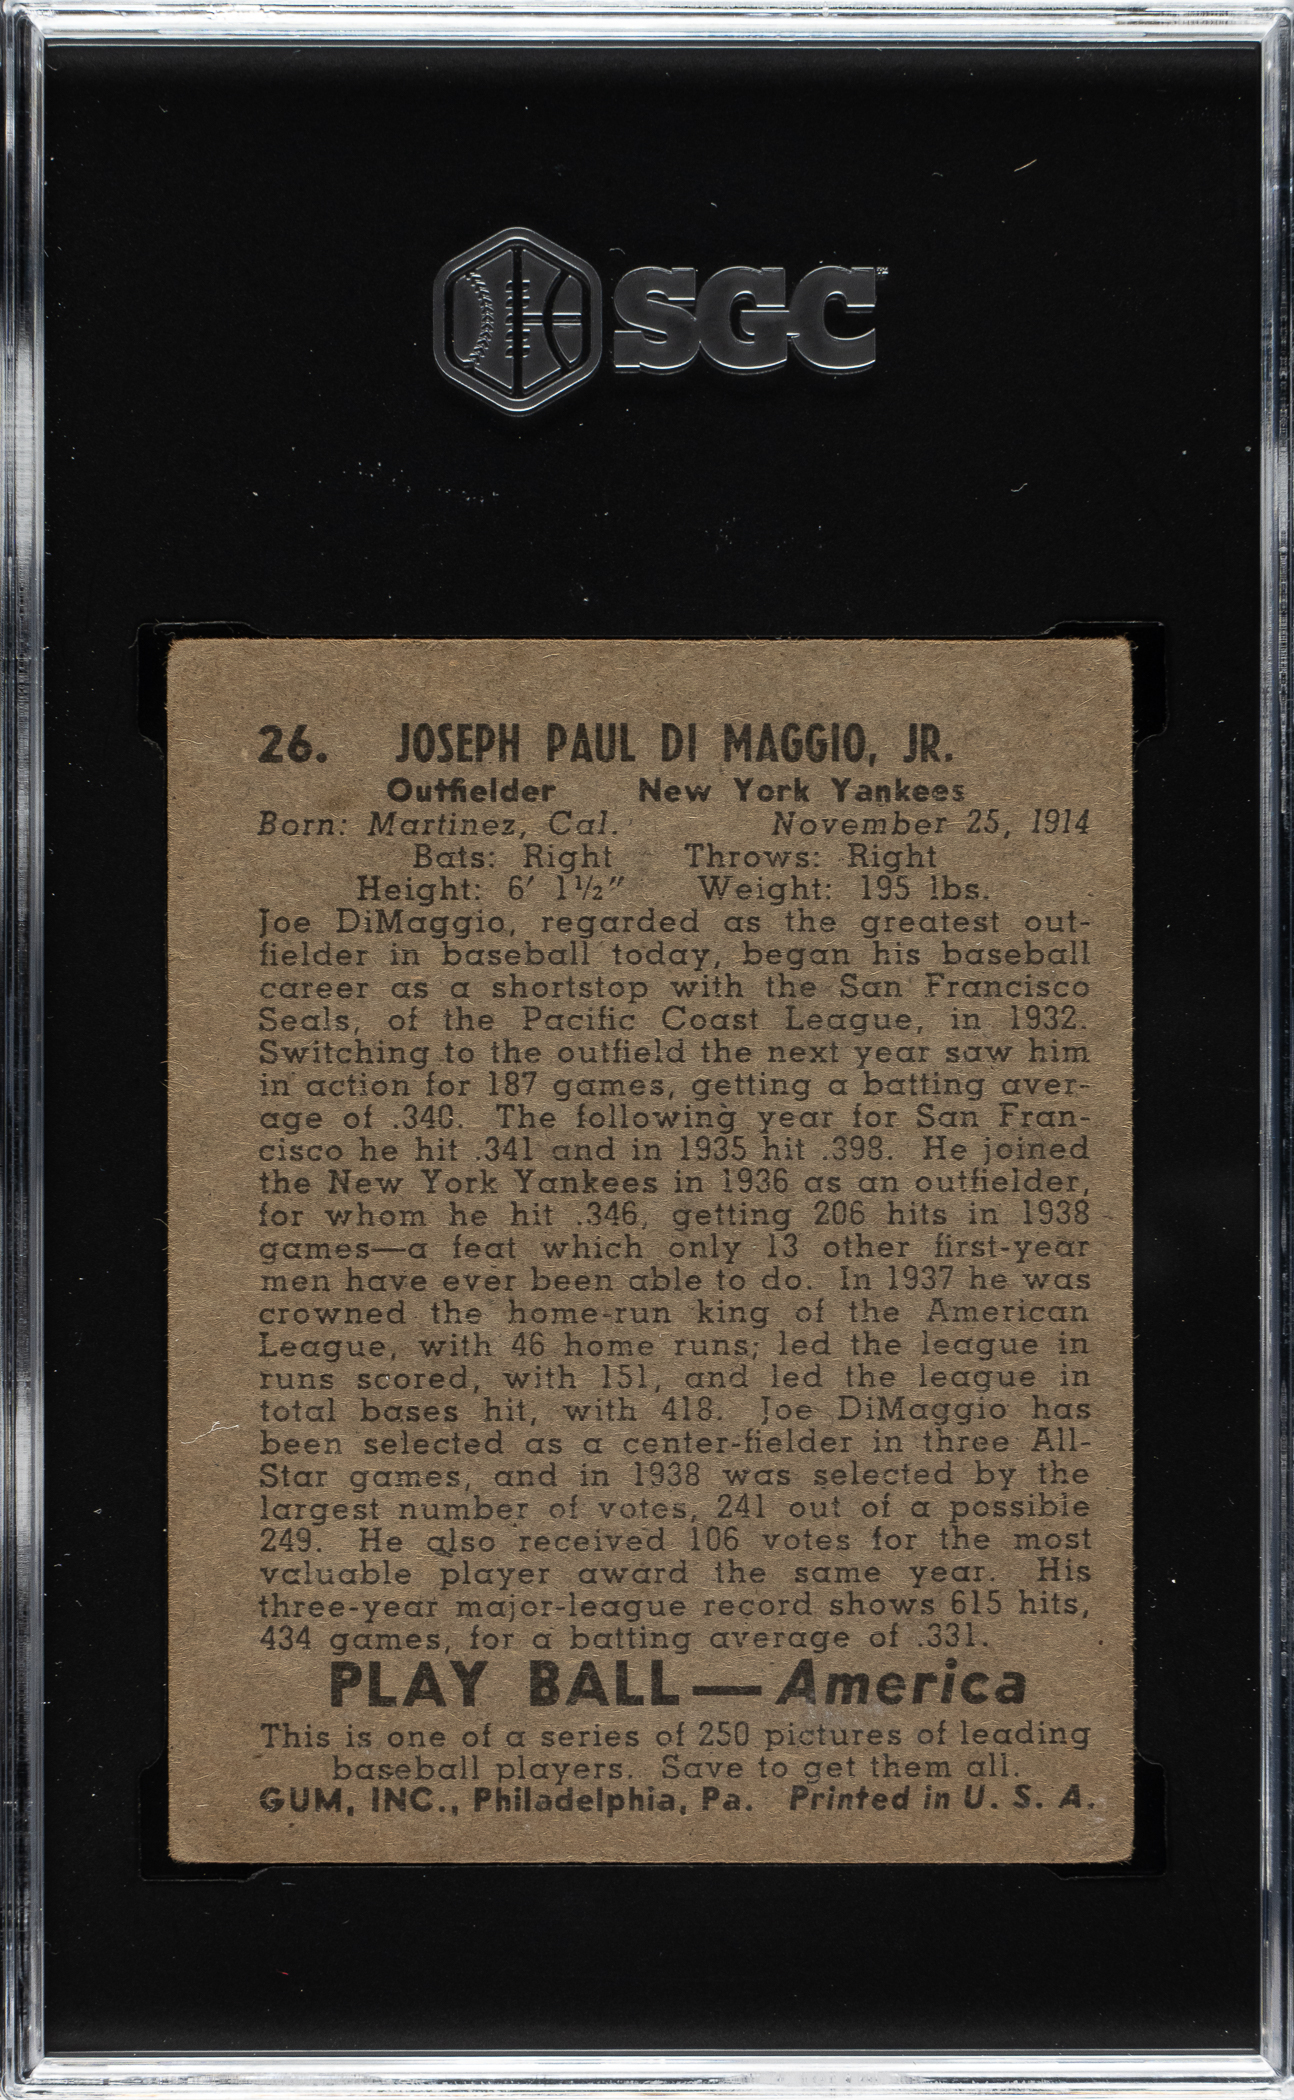 SGC
26. JOSEPH PAUL DI MAGGIO, JR.
Outfielder New York Yankees
Born: Martinez, Cal. November 25, 1914
Bats: Right Throws: Right
Height: 6' 1½" Weight: 195 lbs.
Joe DiMaggio, regarded as the greatest out-
fielder in baseball today, began his baseball
career as a shortstop with the San Francisco
Seals, of the Pacific Coast League, in 1932.
Switching to the outfield the next year saw him
in action for 187 games, getting a batting aver-
age of .340. The following year for San Fran-
cisco he hit .341 and in 1935 hit .398. He joined
the New York Yankees in 1936 as an outfielder,
for whom he hit .346, getting 206 hits in 1938
games—a feat which only 13 other first-year
men have ever been able to do. In 1937 he was
crowned the home-run king of the American
League, with 46 home runs; led the league in
runs scored, with 151, and led the league in
total bases hit, with 418. Joe DiMaggio has
been selected as a center-fielder in three All-
Star games, and in 1938 was selected by the
largest number of votes, 241 out of a possible
249. He also received 106 votes for the most
valuable player award the same year. His
three-year major-league record shows 615 hits,
434 games, for a batting average of .331.
PLAY BALL—America
This is one of a series of 250 pictures of leading
baseball players. Save to get them all.
GUM, INC., Philadelphia, Pa. Printed in U. S. A.